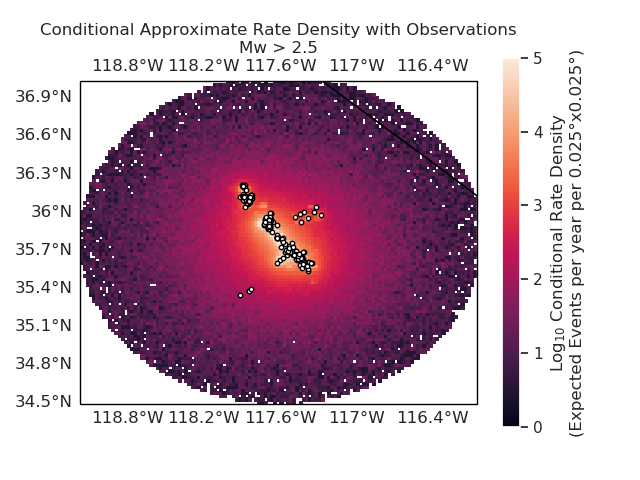 Conditional Approximate Rate Density with Observations
Mw > 2.5
118.8°W 118.2°W 117.6°W 117°W 116.4°W
36.9°N
36.6°N
36.3°N
36°N
35.7°N
35.4°N
35.1°N
34.8°N
34.5°N
118.8°W 118.2°W 117.6°W 117°W 116.4°W
5
4
3
2
1
0
Log₁₀ Conditional Rate Density
(Expected Events per year per 0.025°x0.025°)